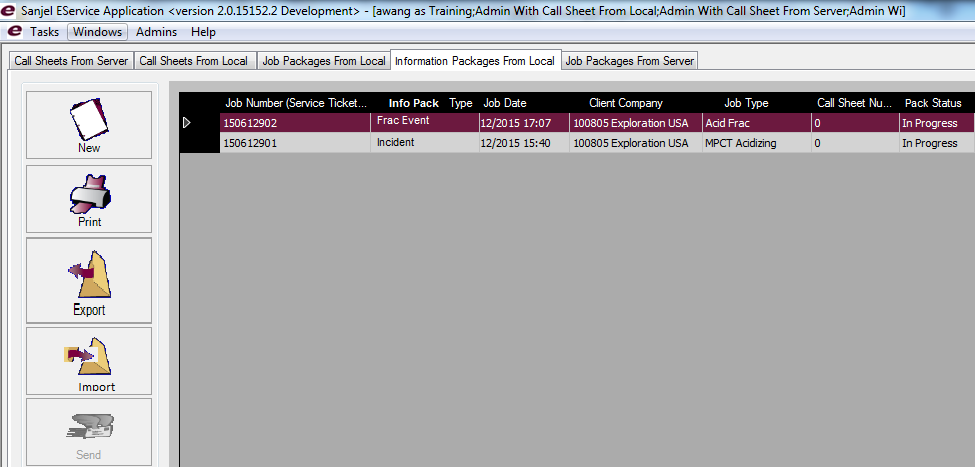 Sanjel EService Application <version 2.0.15152.2 Development> - [awang as Training;Admin With Call Sheet From Local;Admin With Call Sheet From Server;Admin Wi]
e Tasks Windows Admins Help
Call Sheets From Server Call Sheets From Local Job Packages From Local Information Packages From Local Job Packages From Server
Job Number (Service Ticket... Info Pack Type Job Date Client Company Job Type Call Sheet Nu... Pack Status
150612902 Frac Event 12/2015 17:07 100805 Exploration USA Acid Frac 0 In Progress
150612901 Incident 12/2015 15:40 100805 Exploration USA MPCT Acidizing 0 In Progress
New
Print
Export
Import
Send